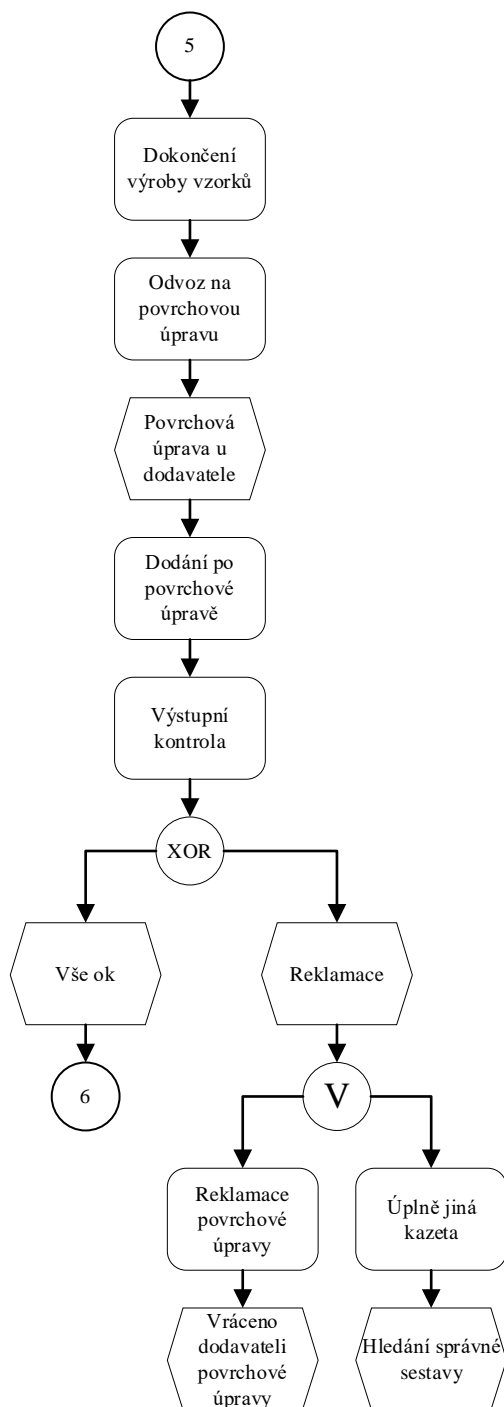 5
Dokončení
výroby vzorků
Odvoz na
povrchovou
úpravu
Povrchová
úprava u
dodavatele
Dodání po
povrchové
úpravě
Výstupní
kontrola
XOR
Vše ok
Reklamace
6
V
Reklamace
povrchové
úpravy
Úplně jiná
kazeta
Vráceno
dodavateli
povrchové
úpravy
Hledání správné
sestavy